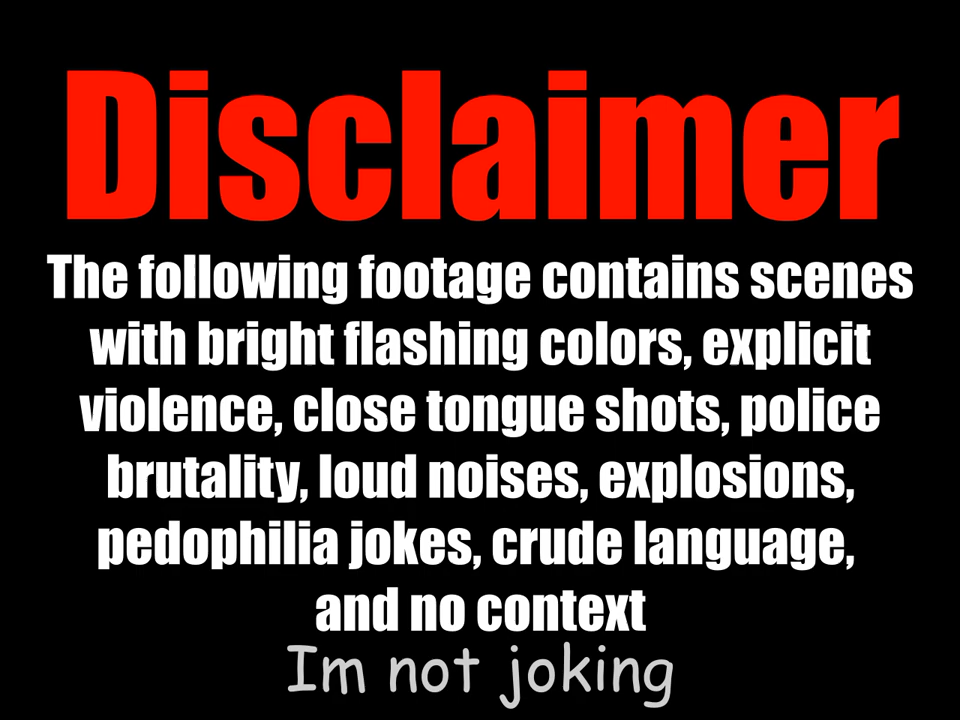 Disclaimer
The following footage contains scenes
with bright flashing colors, explicit
violence, close tongue shots, police
brutality, loud noises, explosions,
pedophilia jokes, crude language,
and no context
Im not joking